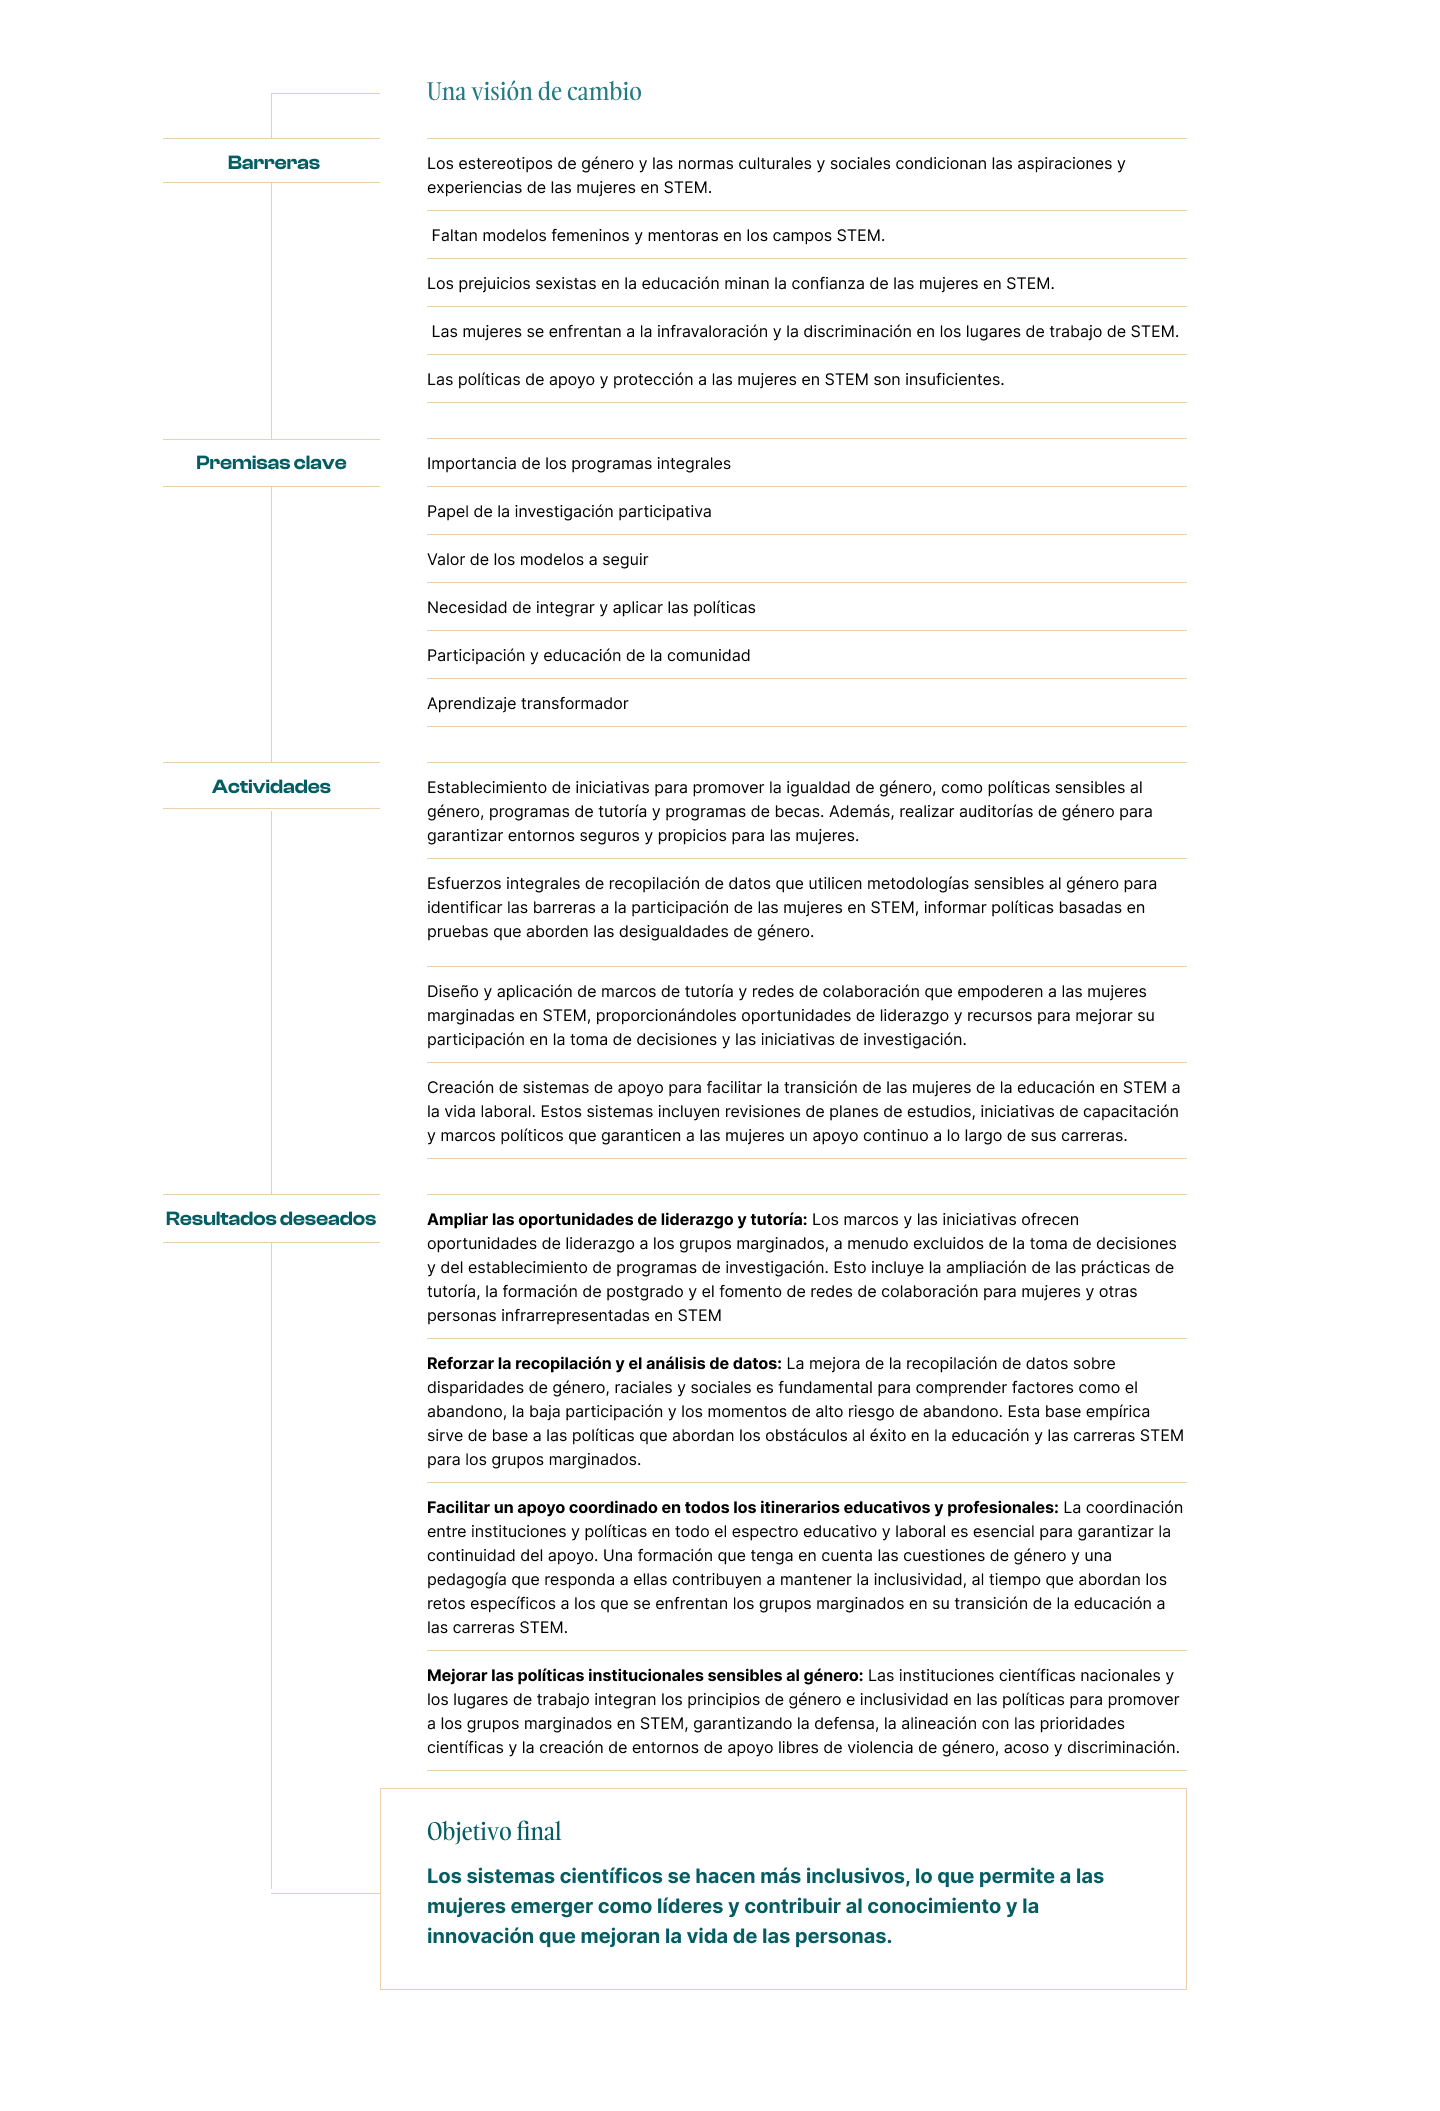 Una visión de cambio
Barreras
Los estereotipos de género y las normas culturales y sociales condicionan las aspiraciones y
experiencias de las mujeres en STEM.
Faltan modelos femeninos y mentoras en los campos STEM.
Los prejuicios sexistas en la educación minan la confianza de las mujeres en STEM.
Las mujeres se enfrentan a la infravaloración y la discriminación en los lugares de trabajo de STEM.
Las políticas de apoyo y protección a las mujeres en STEM son insuficientes.
Premisas clave
Importancia de los programas integrales
Papel de la investigación participativa
Valor de los modelos a seguir
Necesidad de integrar y aplicar las políticas
Participación y educación de la comunidad
Aprendizaje transformador
Actividades
Establecimiento de iniciativas para promover la igualdad de género, como políticas sensibles al
género, programas de tutoría y programas de becas. Además, realizar auditorías de género para
garantizar entornos seguros y propicios para las mujeres.
Esfuerzos integrales de recopilación de datos que utilicen metodologías sensibles al género para
identificar las barreras a la participación de las mujeres en STEM, informar políticas basadas en
pruebas que aborden las desigualdades de género.
Diseño y aplicación de marcos de tutoría y redes de colaboración que empoderen a las mujeres
marginadas en STEM, proporcionándoles oportunidades de liderazgo y recursos para mejorar su
participación en la toma de decisiones y las iniciativas de investigación.
Creación de sistemas de apoyo para facilitar la transición de las mujeres de la educación en STEM a
la vida laboral. Estos sistemas incluyen revisiones de planes de estudios, iniciativas de capacitación
y marcos políticos que garanticen a las mujeres un apoyo continuo a lo largo de sus carreras.
Resultados deseados
Ampliar las oportunidades de liderazgo y tutoría: Los marcos y las iniciativas ofrecen
oportunidades de liderazgo a los grupos marginados, a menudo excluidos de la toma de decisiones
y del establecimiento de programas de investigación. Esto incluye la ampliación de las prácticas de
tutoría, la formación de postgrado y el fomento de redes de colaboración para mujeres y otras
personas infrarrepresentadas en STEM
Reforzar la recopilación y el análisis de datos: La mejora de la recopilación de datos sobre
disparidades de género, raciales y sociales es fundamental para comprender factores como el
abandono, la baja participación y los momentos de alto riesgo de abandono. Esta base empírica
sirve de base a las políticas que abordan los obstáculos al éxito en la educación y las carreras STEM
para los grupos marginados.
Facilitar un apoyo coordinado en todos los itinerarios educativos y profesionales: La coordinación
entre instituciones y políticas en todo el espectro educativo y laboral es esencial para garantizar la
continuidad del apoyo. Una formación que tenga en cuenta las cuestiones de género y una
pedagogía que responda a ellas contribuyen a mantener la inclusividad, al tiempo que abordan los
retos específicos a los que se enfrentan los grupos marginados en su transición de la educación a
las carreras STEM.
Mejorar las políticas institucionales sensibles al género: Las instituciones científicas nacionales y
los lugares de trabajo integran los principios de género e inclusividad en las políticas para promover
a los grupos marginados en STEM, garantizando la defensa, la alineación con las prioridades
científicas y la creación de entornos de apoyo libres de violencia de género, acoso y discriminación.
Objetivo final
Los sistemas científicos se hacen más inclusivos, lo que permite a las
mujeres emerger como líderes y contribuir al conocimiento y la
innovación que mejoran la vida de las personas.